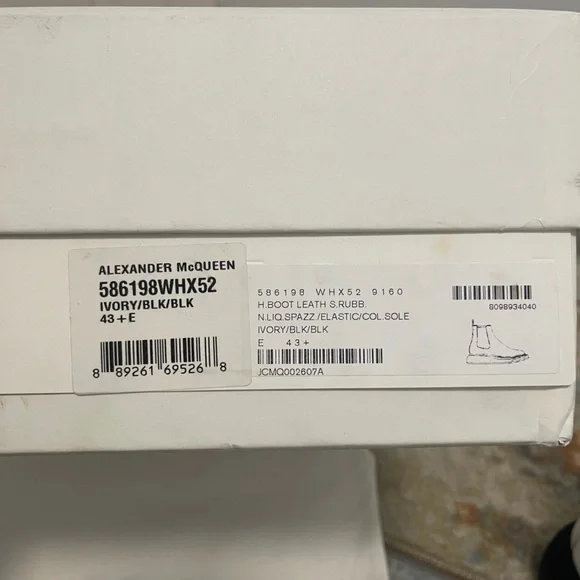 ALEXANDER McQUEEN
586198WHX52
IVORY/BLK/BLK
43+E
8 89261 69526 8
586198 WHX52 9160
H.BOOT LEATH S.RUBB.
N.LIQ.SPAZZ./ELASTIC/COL.SOLE
IVORY/BLK/BLK
E 43+
JCMQ002607A
8098934040